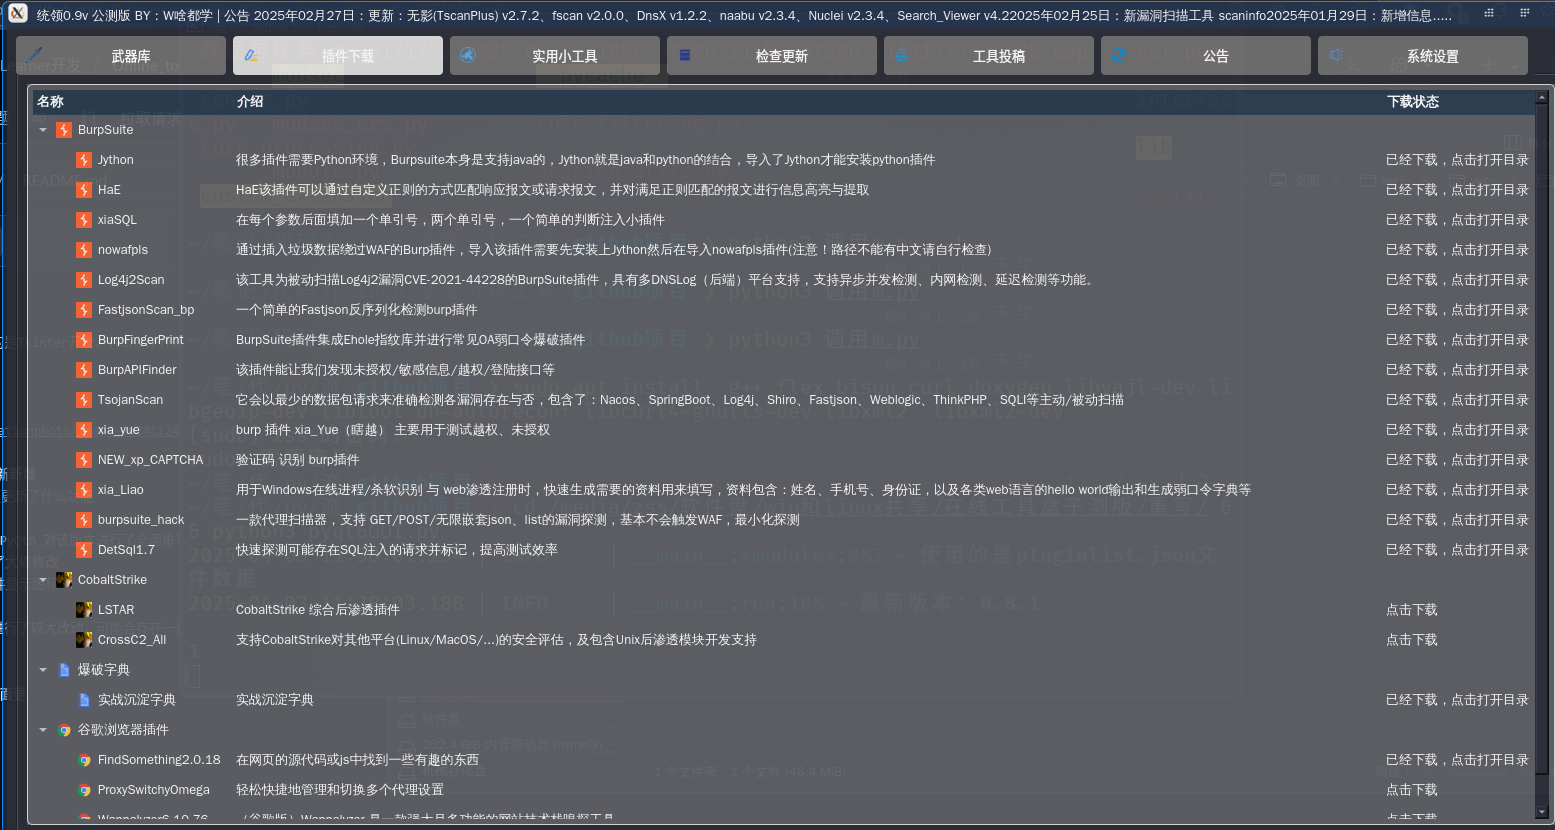 统领0.9v 公测版 BY：W啥都学 | 公告 2025年02月27日：更新：无影(TscanPlus) v2.7.2、fscan v2.0.0、DnsX v1.2.2、naabu v2.3.4、Nuclei v2.3.4、Search_Viewer v4.22025年02月25日：新漏洞扫描工具 scaninfo2025年01月29日：新增信息.....
武器库 插件下载 实用小工具 检查更新 工具投稿 公告 系统设置
名称 介绍 下载状态
BurpSuite
Jython 很多插件需要Python环境，Burpsuite本身是支持java的，Jython就是java和python的结合，导入了Jython才能安装python插件 已经下载，点击打开目录
HaE HaE该插件可以通过自定义正则的方式匹配响应报文或请求报文，并对满足正则匹配的报文进行信息高亮与提取 已经下载，点击打开目录
xiaSQL 在每个参数后面填加一个单引号，两个单引号，一个简单的判断注入小插件 已经下载，点击打开目录
nowafpls 通过插入垃圾数据绕过WAF的Burp插件，导入该插件需要先安装上Jython然后在导入nowafpls插件(注意！路径不能有中文请自行检查) 已经下载，点击打开目录
Log4j2Scan 该工具为被动扫描Log4j2漏洞CVE-2021-44228的BurpSuite插件，具有多DNSLog（后端）平台支持，支持异步并发检测、内网检测、延迟检测等功能。 已经下载，点击打开目录
FastjsonScan_bp 一个简单的Fastjson反序列化检测burp插件 已经下载，点击打开目录
BurpFingerPrint BurpSuite插件集成Ehole指纹库并进行常见OA弱口令爆破插件 已经下载，点击打开目录
BurpAPIFinder 该插件能让我们发现未授权/敏感信息/越权/登陆接口等 已经下载，点击打开目录
TsojanScan 它会以最少的数据包请求来准确检测各漏洞存在与否，包含了：Nacos、SpringBoot、Log4j、Shiro、Fastjson、Weblogic、ThinkPHP、SQLI等主动/被动扫描 已经下载，点击打开目录
xia_yue burp 插件 xia_Yue（瞎越） 主要用于测试越权、未授权 已经下载，点击打开目录
NEW_xp_CAPTCHA 验证码 识别 burp插件 已经下载，点击打开目录
xia_Liao 用于Windows在线进程/杀软识别 与 web渗透注册时，快速生成需要的资料用来填写，资料包含：姓名、手机号、身份证，以及各类web语言的hello world输出和生成弱口令字典等 已经下载，点击打开目录
burpsuite_hack 一款代理扫描器，支持 GET/POST/无限嵌套json、list的漏洞探测，基本不会触发WAF，最小化探测 已经下载，点击打开目录
DetSql1.7 快速探测可能存在SQL注入的请求并标记，提高测试效率 已经下载，点击打开目录
CobaltStrike
LSTAR CobaltStrike 综合后渗透插件 点击下载
CrossC2_All 支持CobaltStrike对其他平台(Linux/MacOS/...)的安全评估，及包含Unix后渗透模块开发支持 点击下载
爆破字典
实战沉淀字典 实战沉淀字典 已经下载，点击打开目录
谷歌浏览器插件
FindSomething2.0.18 在网页的源代码或js中找到一些有趣的东西 已经下载，点击打开目录
ProxySwitchyOmega 轻松快捷地管理和切换多个代理设置 点击下载